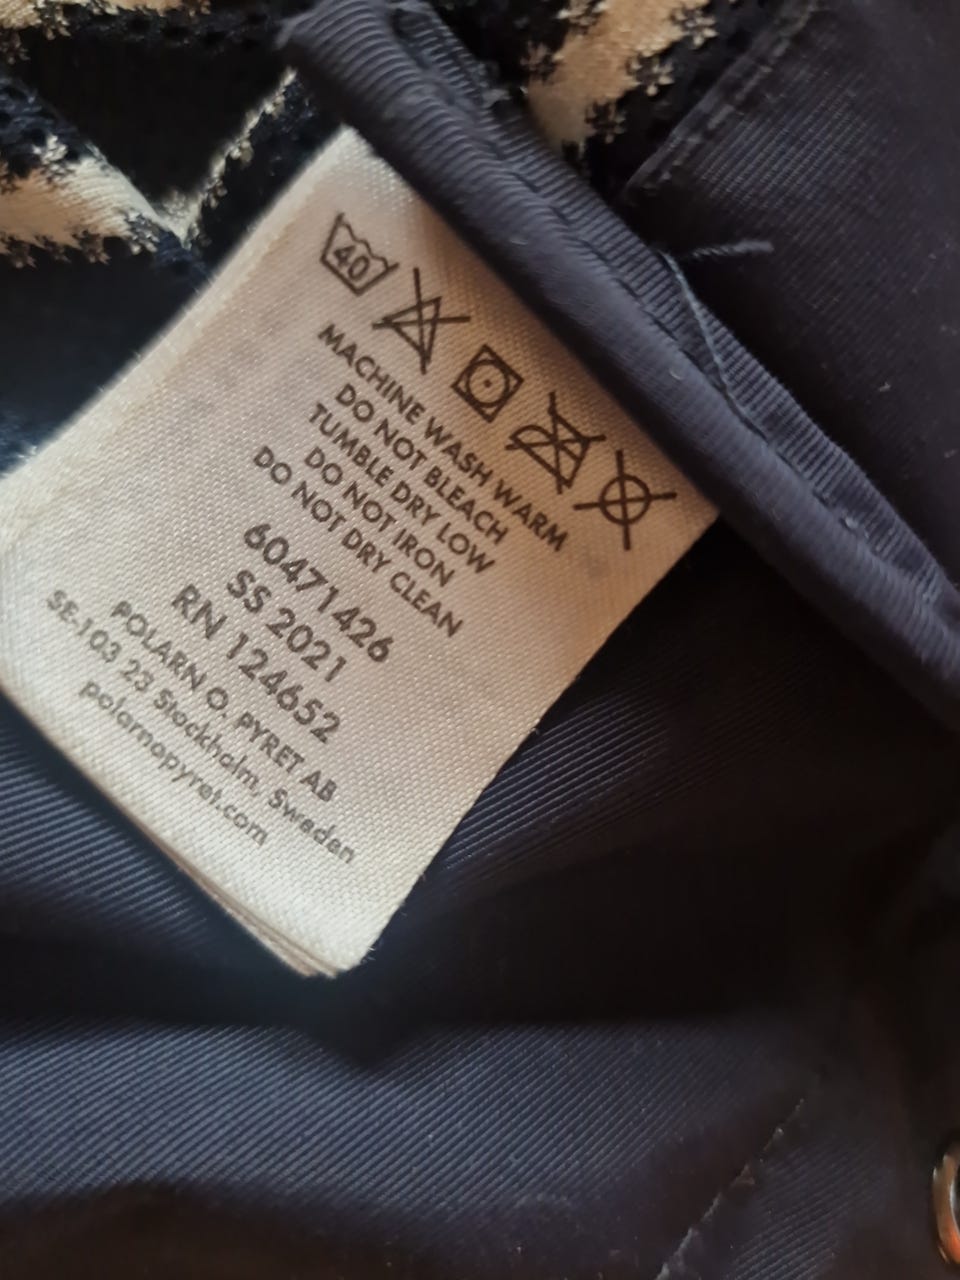 40
MACHINE WASH WARM
DO NOT BLEACH
TUMBLE DRY LOW
DO NOT IRON
DO NOT DRY CLEAN
60471426
SS 2021
RN 124652
POLARN O. PYRET AB
SE-103 23 Stockholm, Sweden
polarnopyret.com